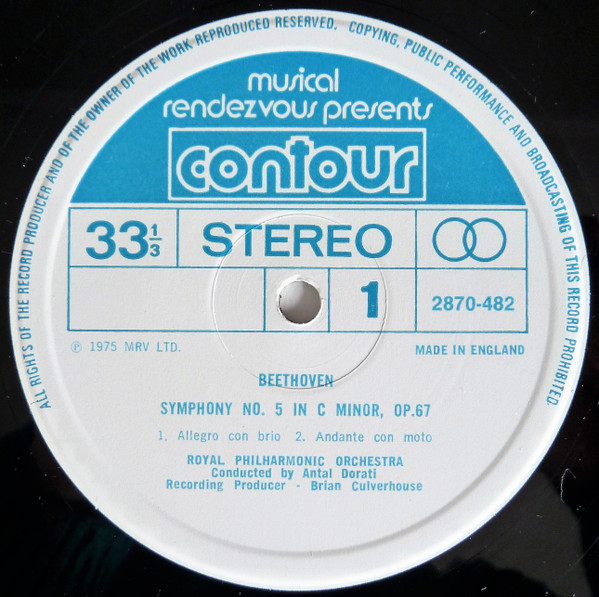 ALL RIGHTS OF THE RECORD PRODUCER AND OF THE OWNER OF THE WORK REPRODUCED RESERVED. COPYING, PUBLIC PERFORMANCE AND BROADCASTING OF THIS RECORD PROHIBITED.
musical
rendezvous presents
contour
33 1/3 STEREO
1 2870-482
℗ 1975 MRV LTD. MADE IN ENGLAND
BEETHOVEN
SYMPHONY NO. 5 IN C MINOR, OP.67
1. Allegro con brio 2. Andante con moto
ROYAL PHILHARMONIC ORCHESTRA
Conducted by Antal Dorati
Recording Producer - Brian Culverhouse